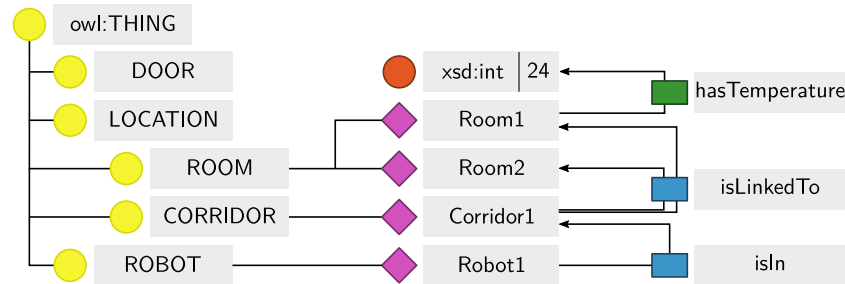 owl:THING
DOOR
xsd:int 24
hasTemperature
LOCATION
Room1
ROOM
Room2
isLinkedTo
CORRIDOR
Corridor1
ROBOT
Robot1
isIn